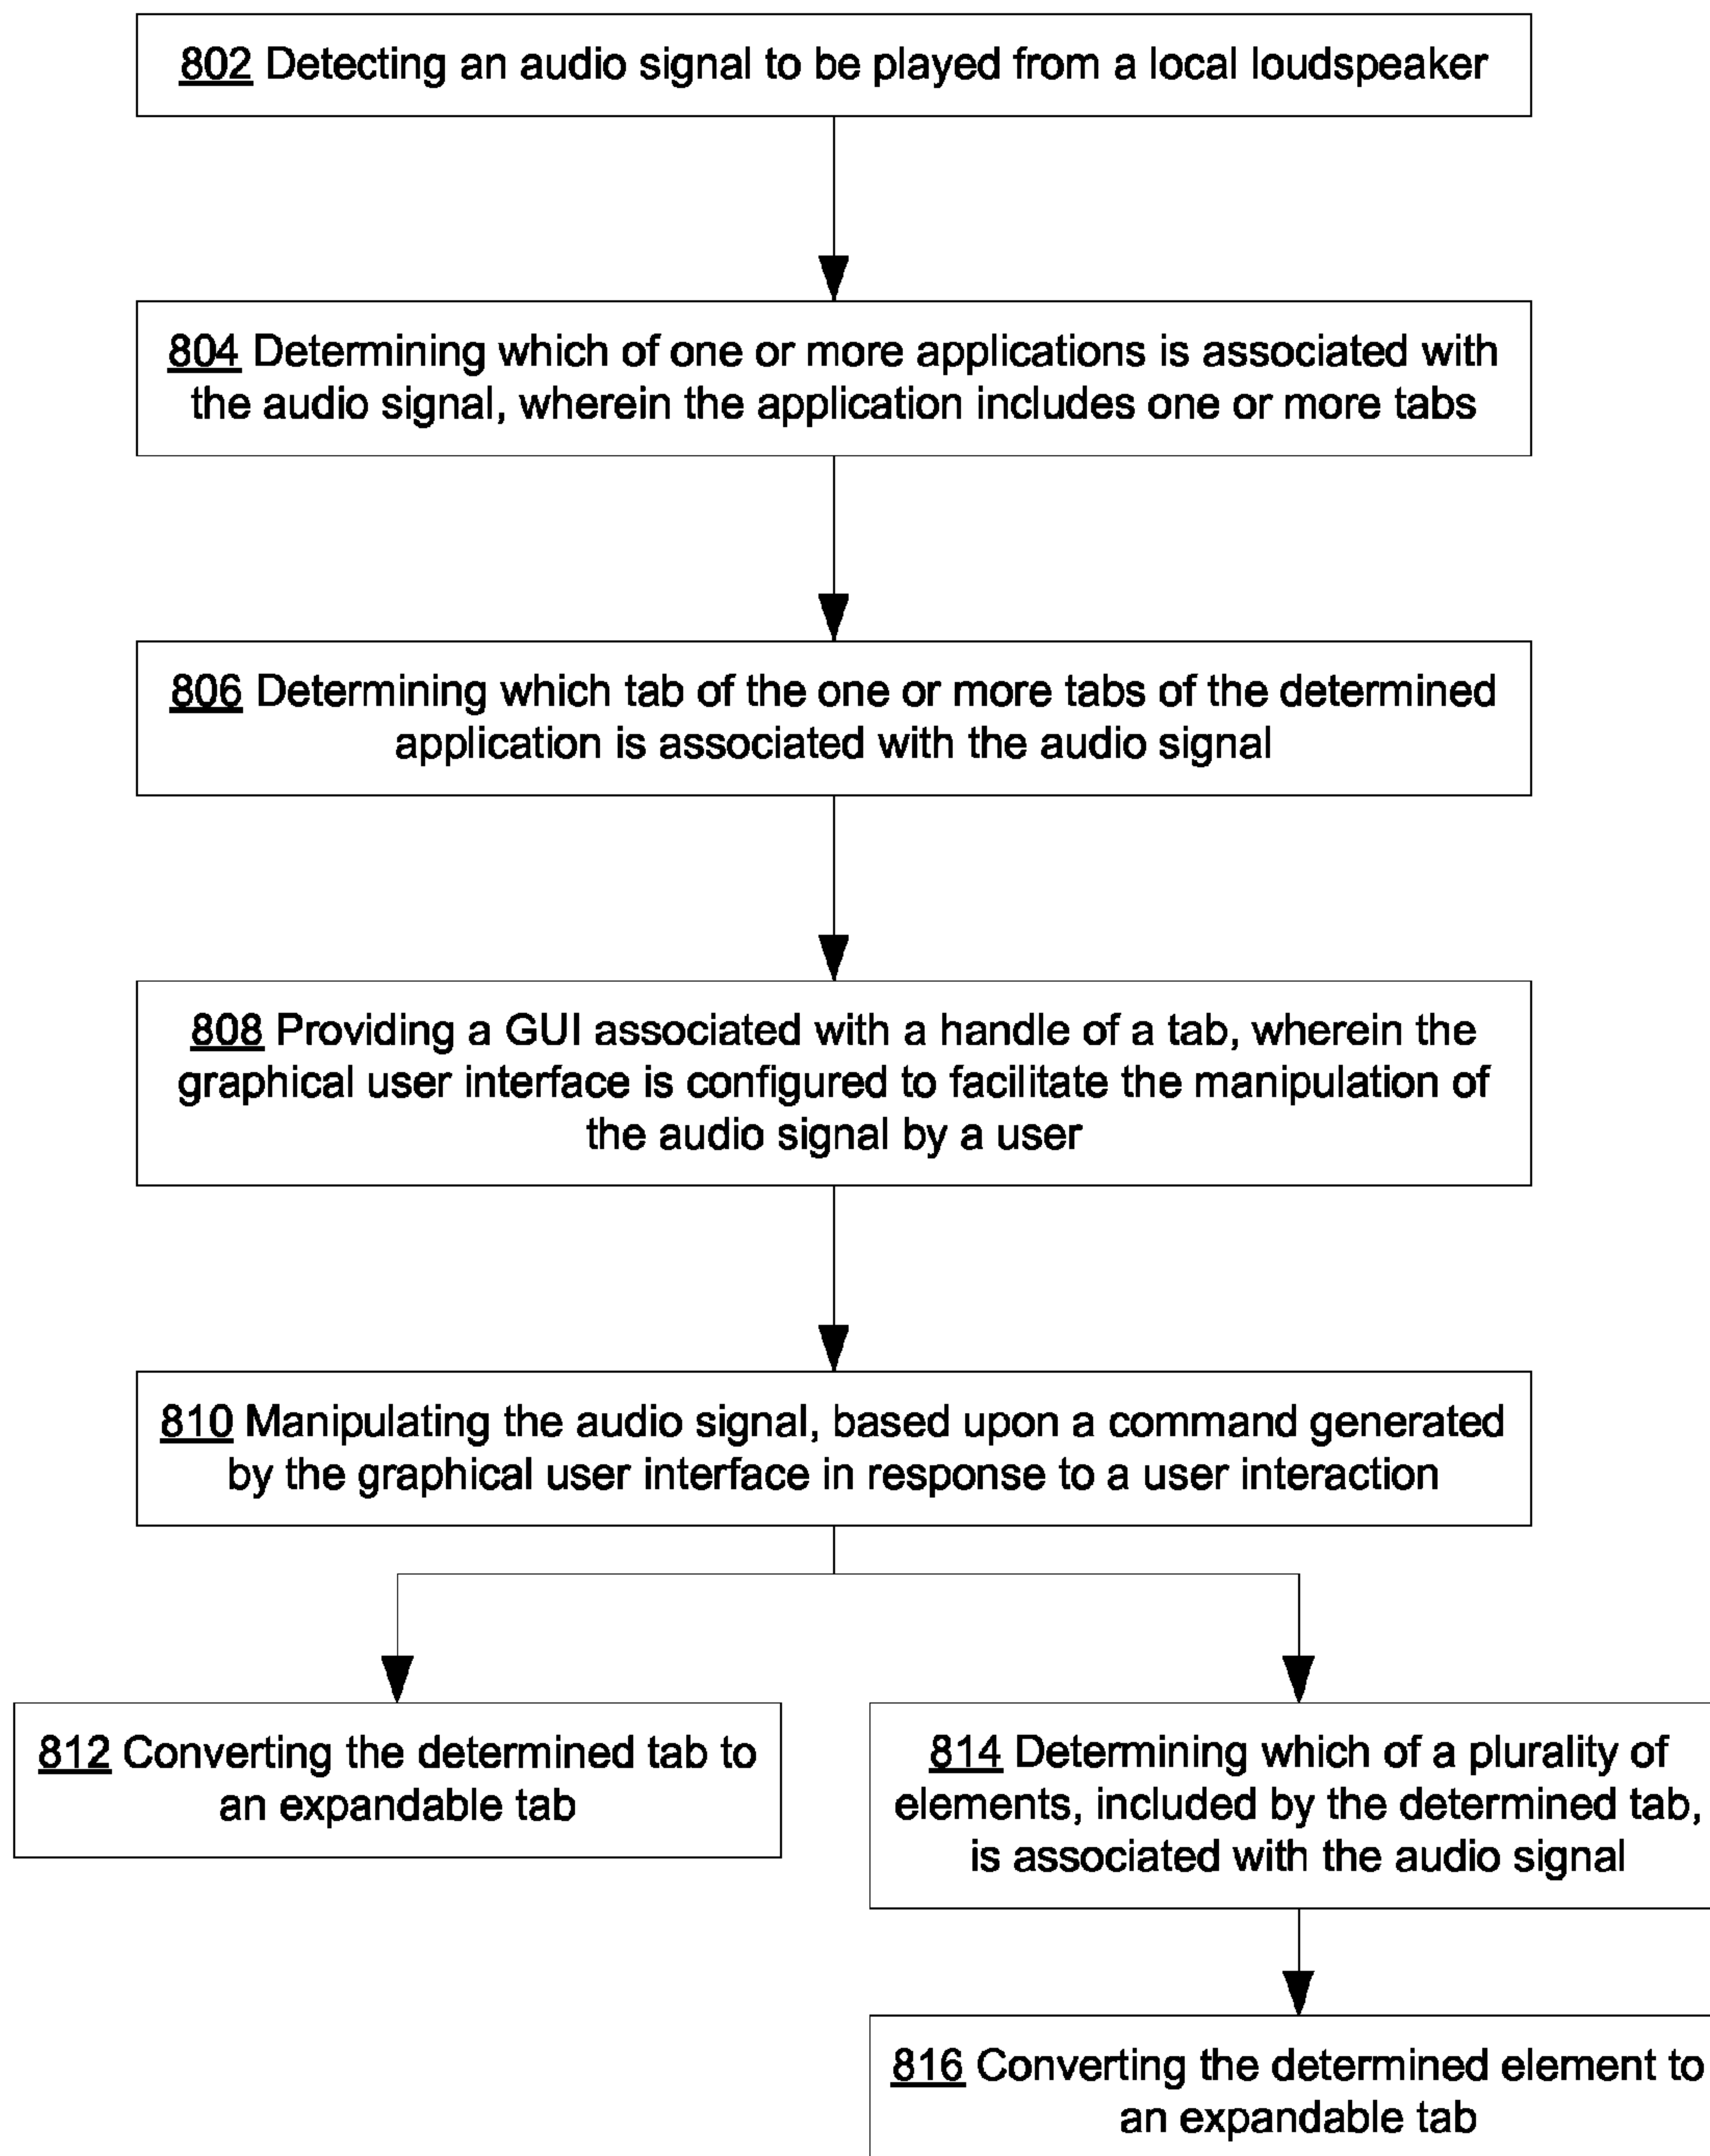 802 Detecting an audio signal to be played from a local loudspeaker
804 Determining which of one or more applications is associated with
the audio signal, wherein the application includes one or more tabs
806 Determining which tab of the one or more tabs of the determined
application is associated with the audio signal
808 Providing a GUI associated with a handle of a tab, wherein the
graphical user interface is configured to facilitate the manipulation of
the audio signal by a user
810 Manipulating the audio signal, based upon a command generated
by the graphical user interface in response to a user interaction
812 Converting the determined tab to
an expandable tab
814 Determining which of a plurality of
elements, included by the determined tab,
is associated with the audio signal
816 Converting the determined element to
an expandable tab